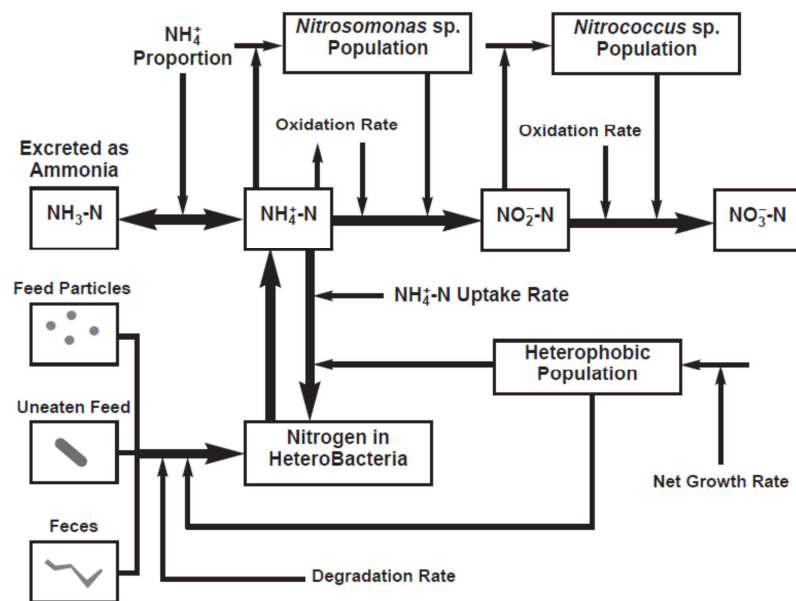 NH₄⁺
Proportion
Nitrosomonas sp.
Population
Nitrococcus sp.
Population
Oxidation Rate
Oxidation Rate
Excreted as
Ammonia
NH₃-N
NH₄⁺-N
NO₂⁻-N
NO₃⁻-N
Feed Particles
NH₄⁺-N Uptake Rate
Heterophobic
Population
Uneaten Feed
Nitrogen in
HeteroBacteria
Net Growth Rate
Feces
Degradation Rate